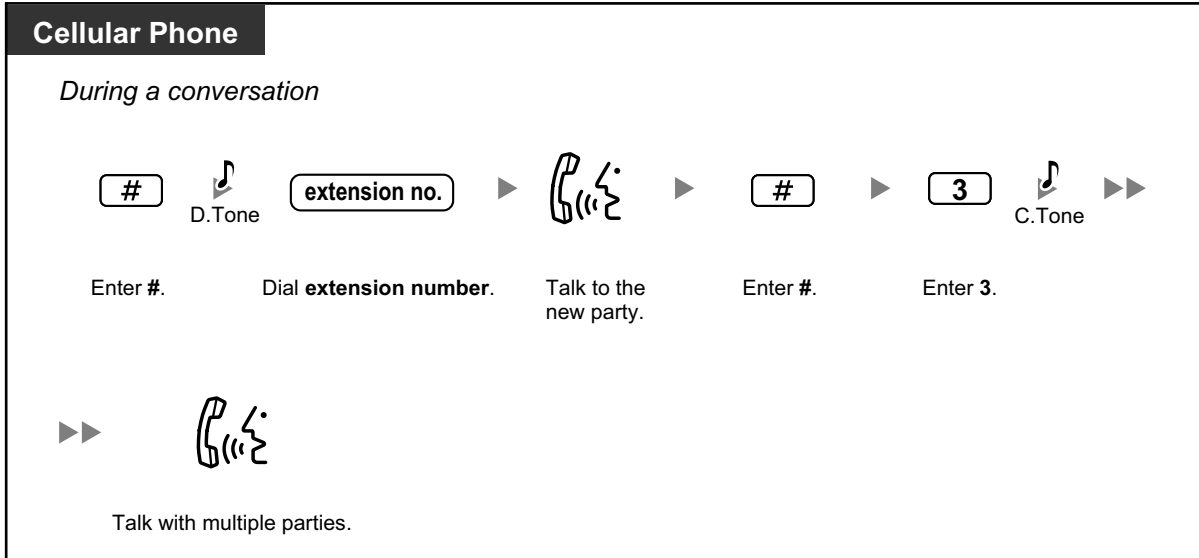 Cellular Phone
During a conversation
# D.Tone extension no. # 3 C.Tone
Enter #. Dial extension number. Talk to the new party. Enter #. Enter 3.
Talk with multiple parties.